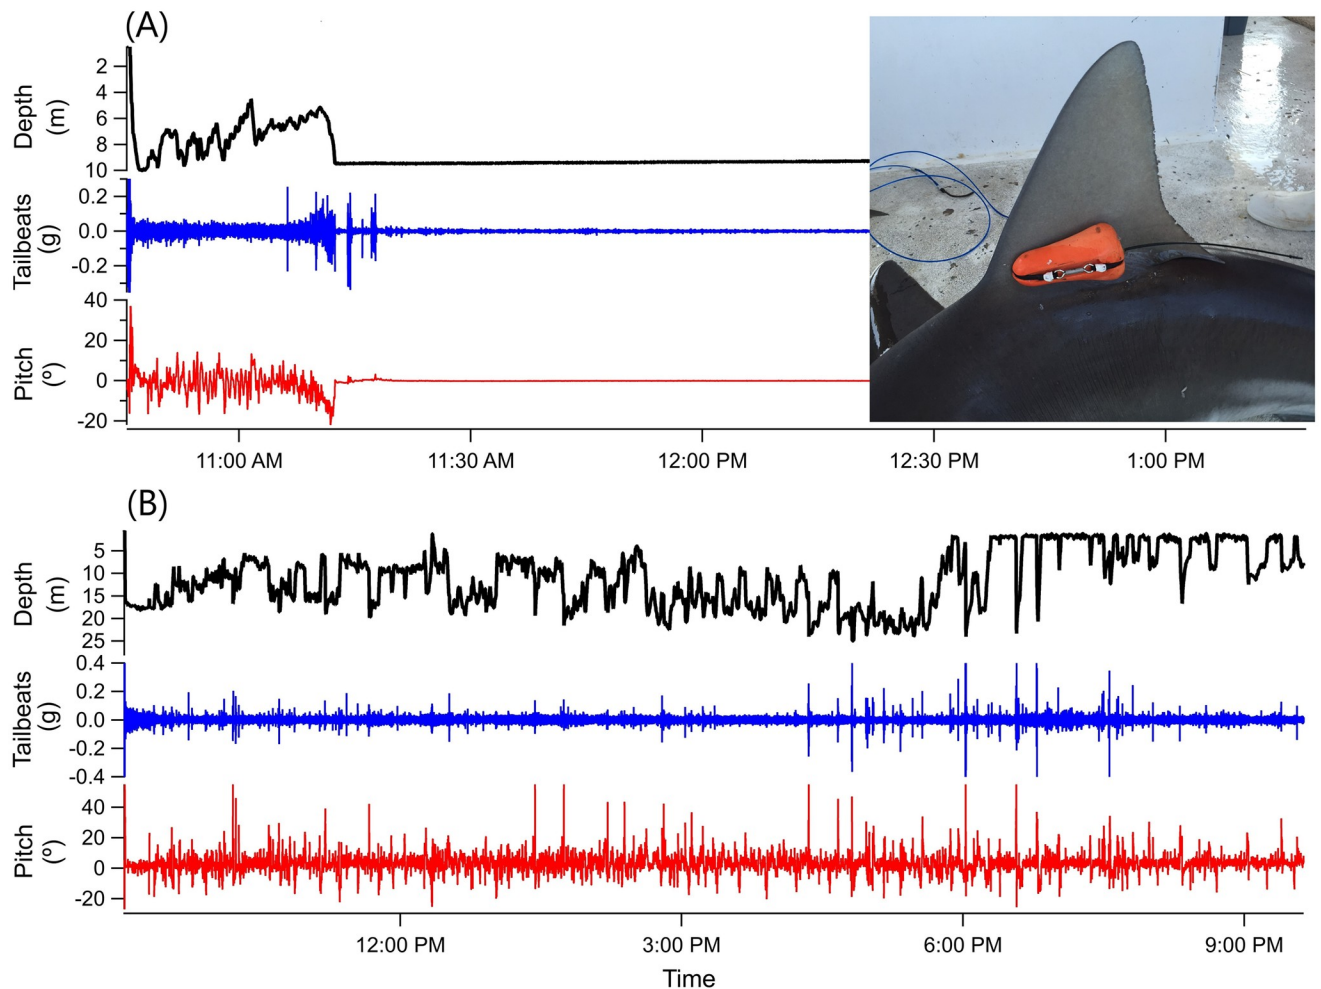 (A)
Depth
(m)
2
4
6
8
10
Tailbeats
(g)
0.2
0.0
-0.2
Pitch
(º)
40
20
0
-20
11:00 AM
11:30 AM
12:00 PM
12:30 PM
1:00 PM
(B)
Depth
(m)
5
10
15
20
25
Tailbeats
(g)
0.4
0.2
0.0
-0.2
-0.4
Pitch
(º)
40
20
0
-20
12:00 PM
3:00 PM
6:00 PM
9:00 PM
Time